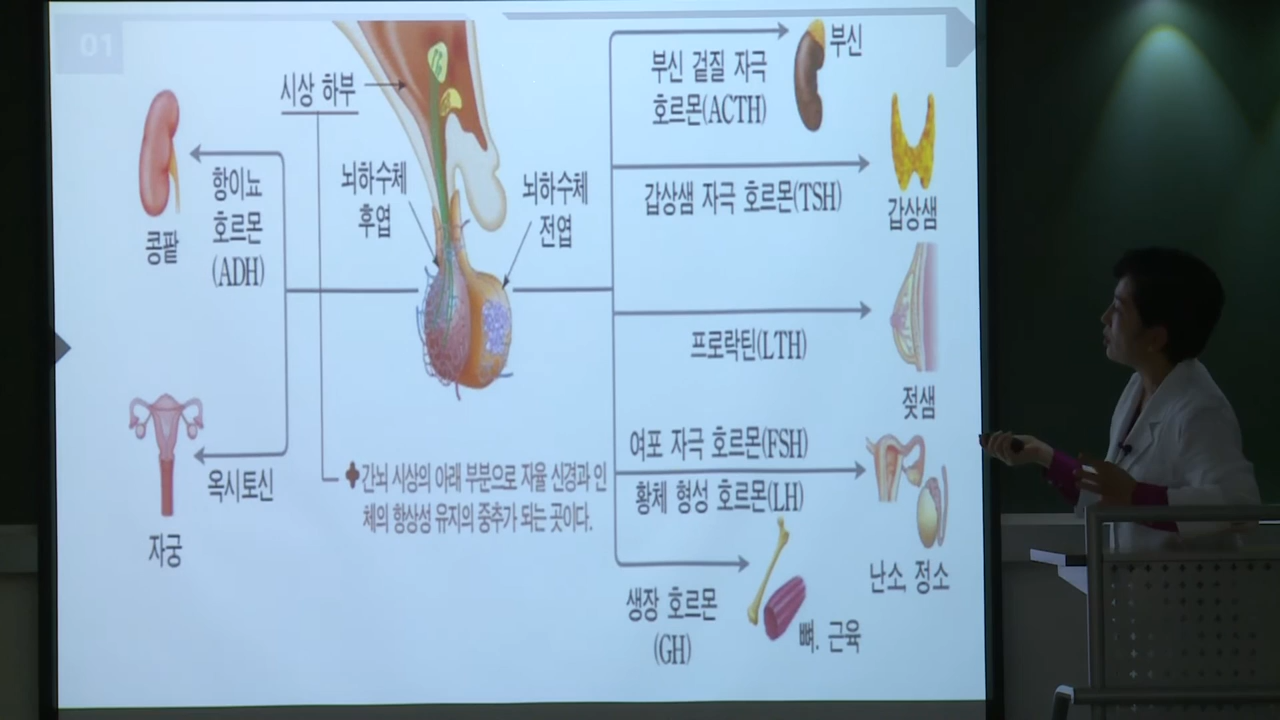 01
시상 하부
항이뇨
호르몬
(ADH)
콩팥
옥시토신
자궁
뇌하수체
후엽
뇌하수체
전엽
간뇌 시상의 아래 부분으로 자율 신경과 인
체의 항상성 유지의 중추가 되는 곳이다.
부신 겉질 자극
호르몬(ACTH)
부신
갑상샘 자극 호르몬(TSH)
갑상샘
프로락틴(LTH)
젖샘
여포 자극 호르몬(FSH)
황체 형성 호르몬(LH)
난소, 정소
생장 호르몬
(GH)
뼈. 근육